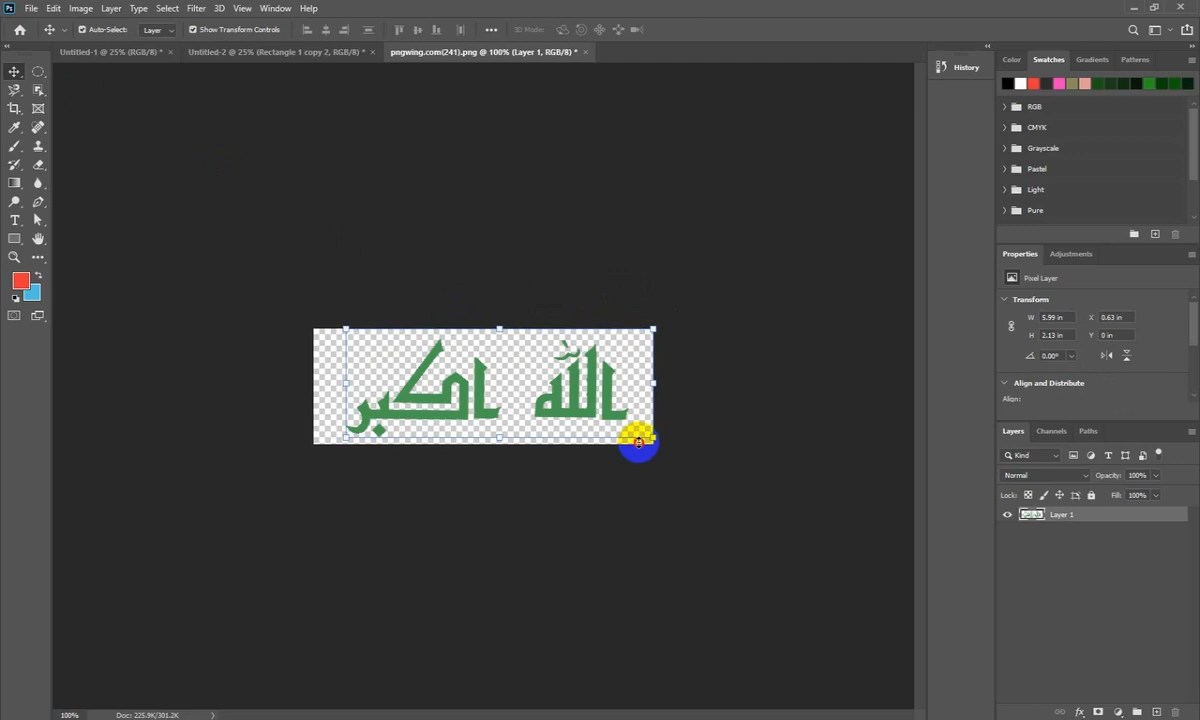 File Edit Image Layer Type Select Filter 3D View Window Help
Auto-Select: Layer Show Transform Controls 3D Mode:
Untitled-1 @ 25% (RGB/8) * × Untitled-2 @ 25% (Rectangle 1 copy 2, RGB/8) * × pngwing.com(241).png @ 100% (Layer 1, RGB/8) * ×
History
Color Swatches Gradients Patterns
RGB
CMYK
Grayscale
Pastel
Light
Pure
Properties Adjustments
Pixel Layer
Transform
W 5.99 in X 0.63 in
H 2.13 in Y 0 in
0.00°
Align and Distribute
Align:
Layers Channels Paths
Kind
Normal Opacity: 100%
Lock: Fill: 100%
Layer 1
الله اكبر
100% Doc: 225.9K/301.2K